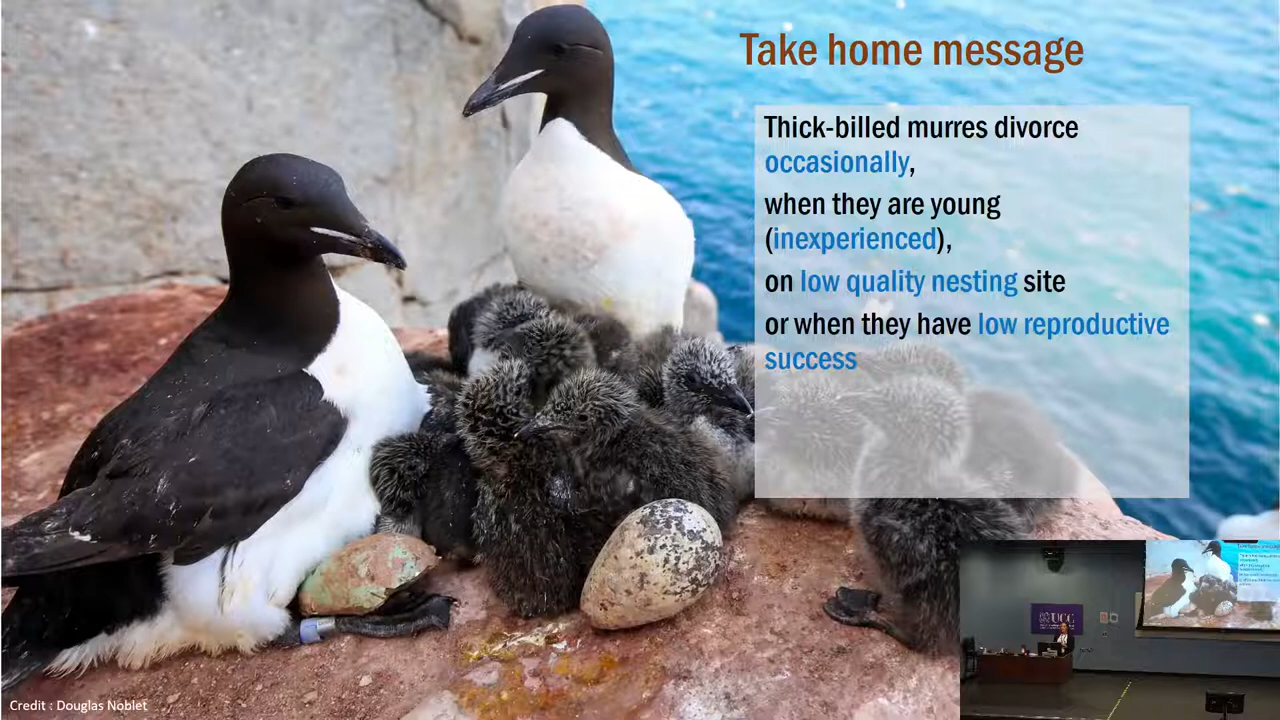 Take home message
Thick-billed murres divorce
occasionally,
when they are young
(inexperienced),
on low quality nesting site
or when they have low reproductive
success
Credit : Douglas Noblet
UCC